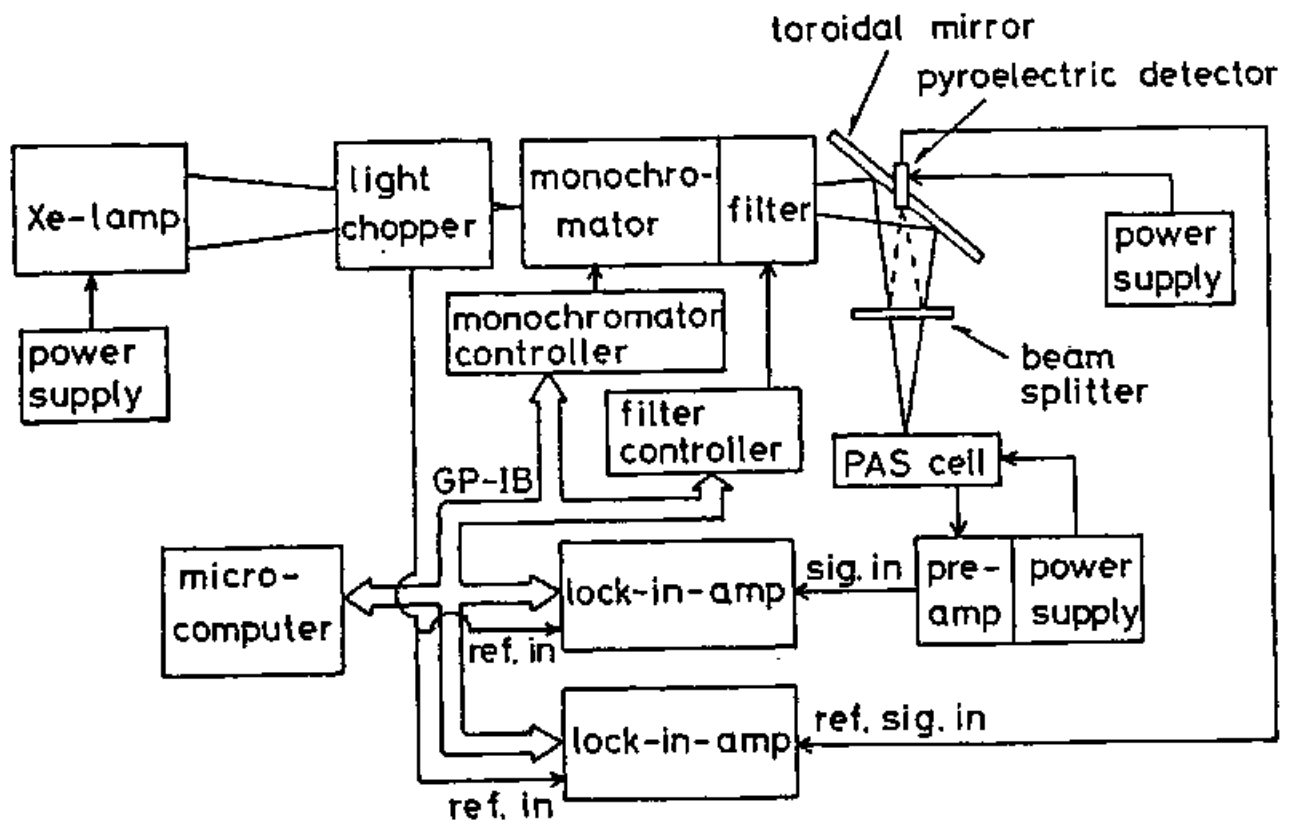 toroidal mirror
pyroelectric detector
Xe-lamp
light
chopper
monochro-
mator
filter
power
supply
power
supply
monochromator
controller
beam
splitter
filter
controller
PAS cell
GP-IB
micro-
computer
lock-in-amp
sig. in
pre-
amp
power
supply
ref. in
lock-in-amp
ref. sig. in
ref. in